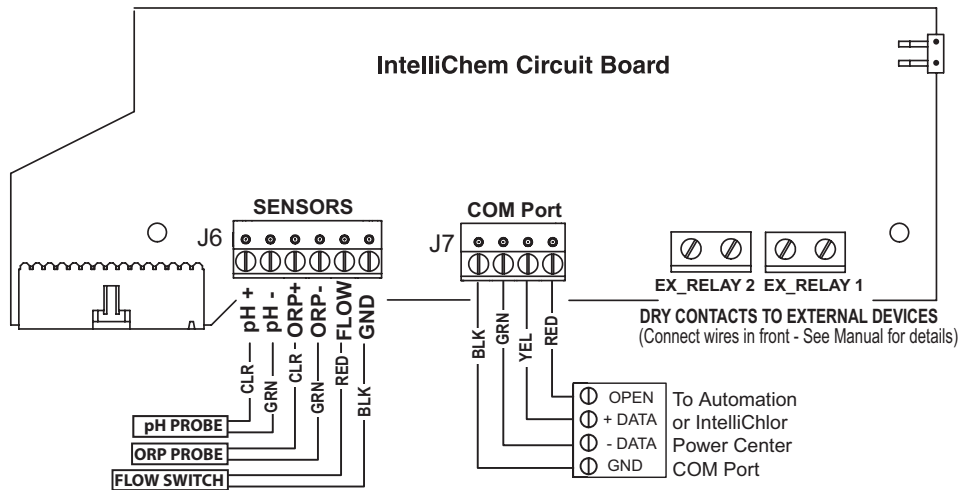 IntelliChem Circuit Board
SENSORS
COM Port
J6
J7
pH +
pH -
ORP+
ORP-
FLOW
GND
EX_RELAY 2 EX_RELAY 1
DRY CONTACTS TO EXTERNAL DEVICES
(Connect wires in front - See Manual for details)
CLR
GRN
CLR
GRN
RED
BLK
BLK
GRN
YEL
RED
pH PROBE
ORP PROBE
FLOW SWITCH
OPEN To Automation
+ DATA or IntelliChlor
- DATA Power Center
GND COM Port